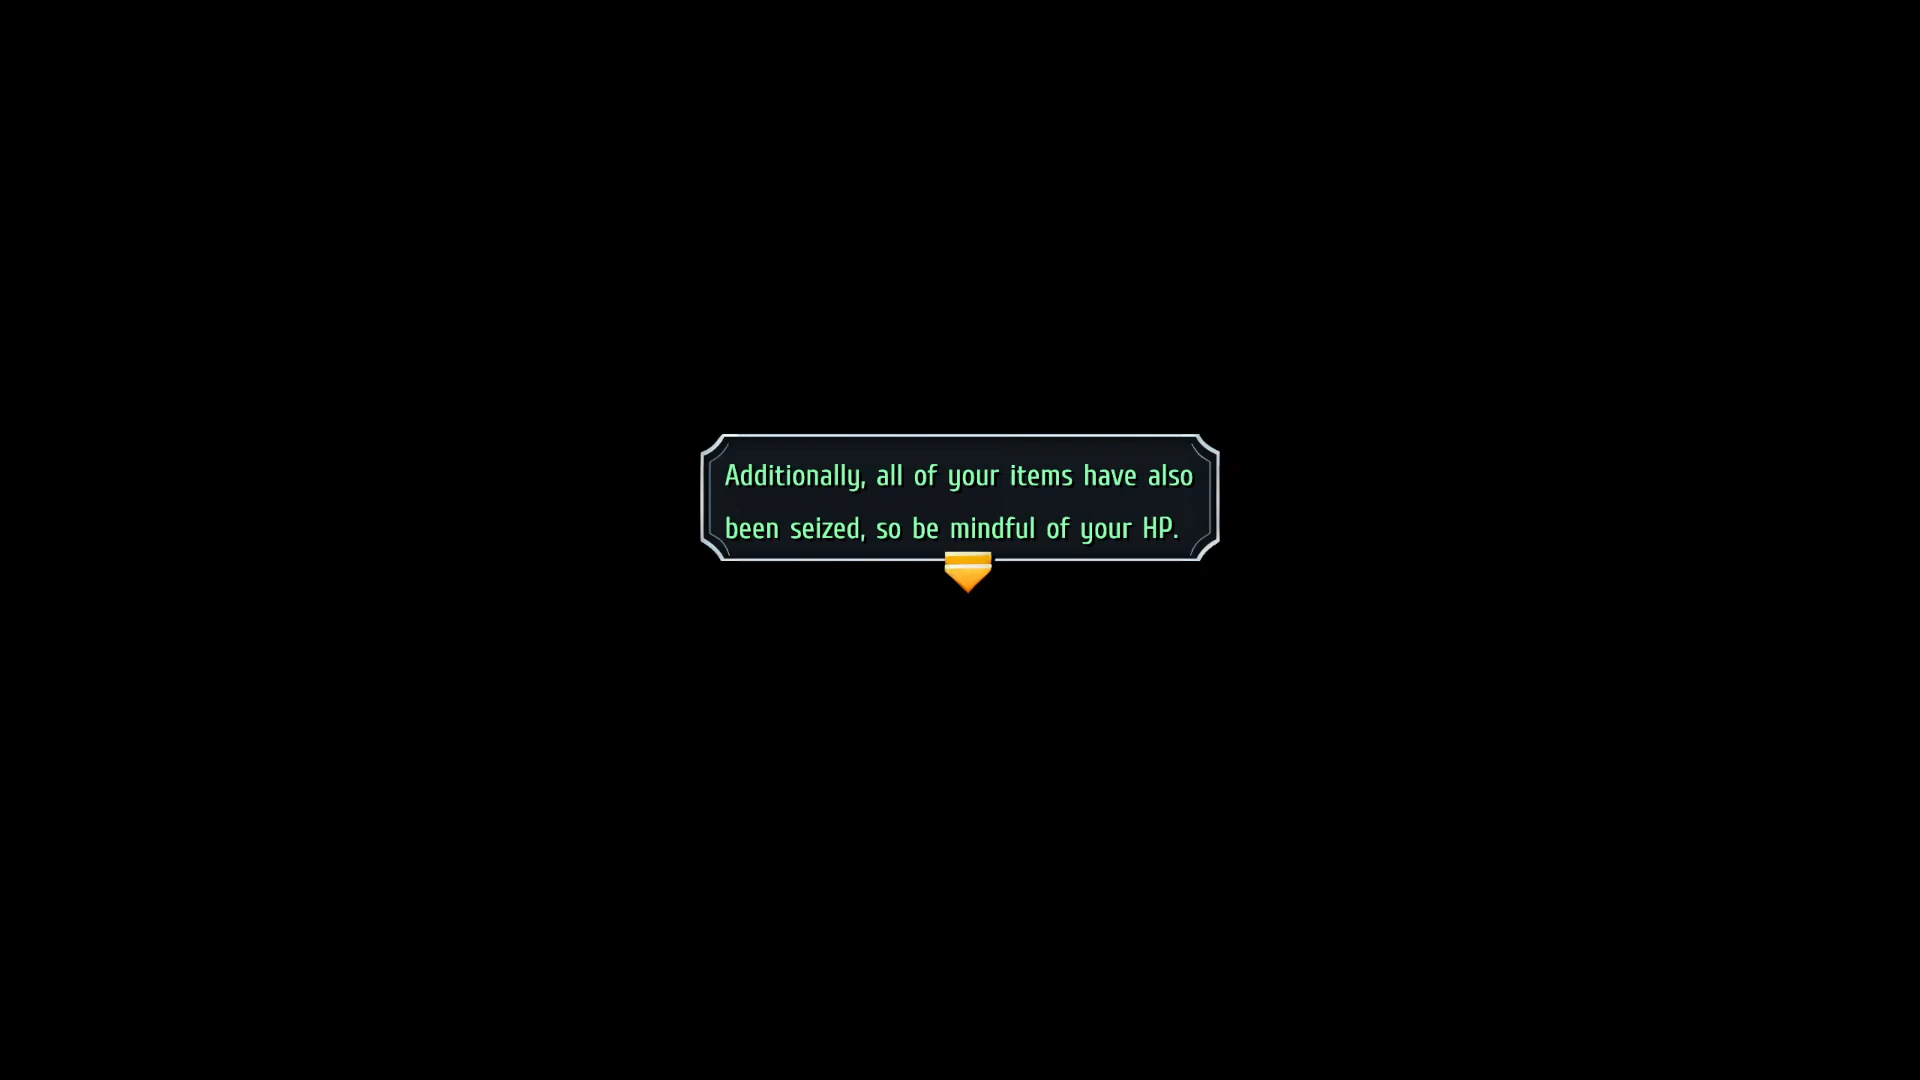 Additionally, all of your items have also
been seized, so be mindful of your HP.